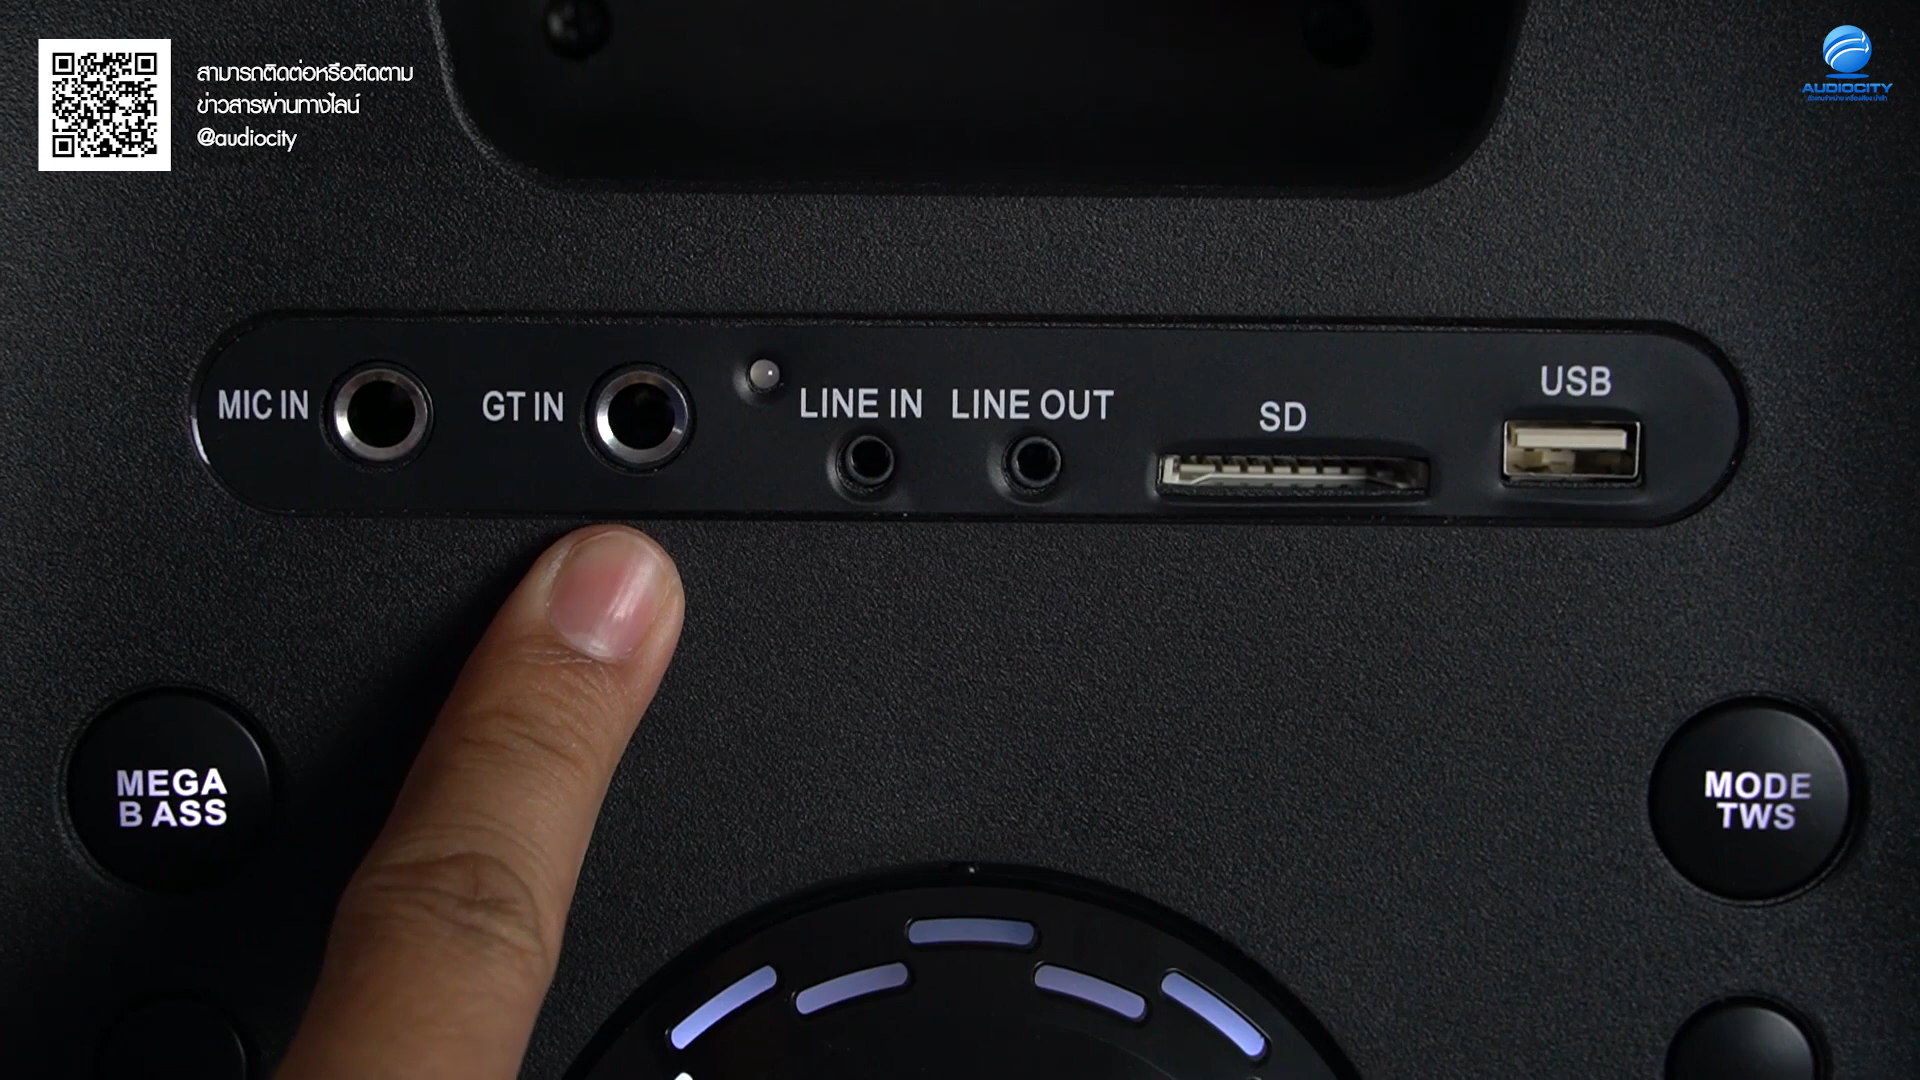 สามารถติดต่อหรือติดตาม
ข่าวสารผ่านทางไลน์
@audiocity
AUDIOCITY
MIC IN
GT IN
LINE IN
LINE OUT
SD
USB
MEGA
BASS
MODE
TWS